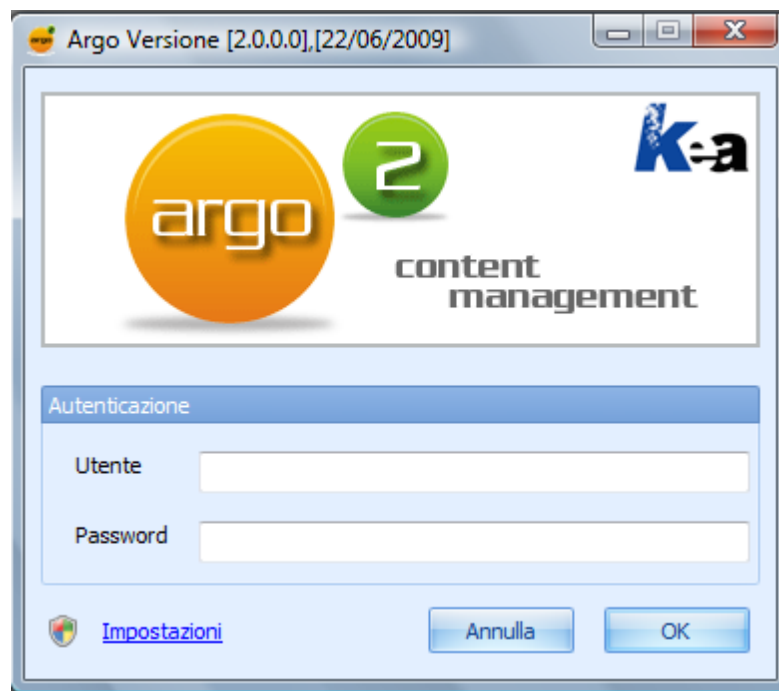 Argo Versione [2.0.0.0],[22/06/2009]
argo
2
kea
content
management
Autenticazione
Utente
Password
Impostazioni
Annulla
OK